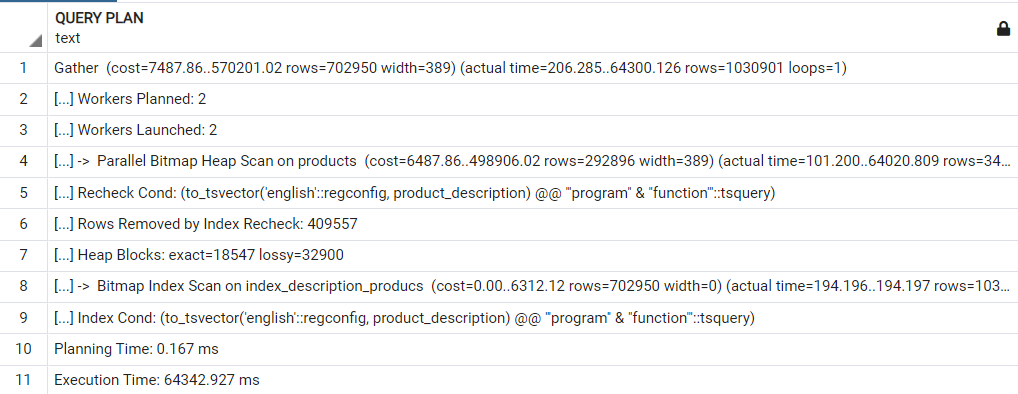 QUERY PLAN
text
1 Gather (cost=7487.86..570201.02 rows=702950 width=389) (actual time=206.285..64300.126 rows=1030901 loops=1)
2 [...] Workers Planned: 2
3 [...] Workers Launched: 2
4 [...] -> Parallel Bitmap Heap Scan on products (cost=6487.86..498906.02 rows=292896 width=389) (actual time=101.200..64020.809 rows=34...
5 [...] Recheck Cond: (to_tsvector('english'::regconfig, product_description) @@ '"program" & "function"'::tsquery)
6 [...] Rows Removed by Index Recheck: 409557
7 [...] Heap Blocks: exact=18547 lossy=32900
8 [...] -> Bitmap Index Scan on index_description_producs (cost=0.00..6312.12 rows=702950 width=0) (actual time=194.196..194.197 rows=103...
9 [...] Index Cond: (to_tsvector('english'::regconfig, product_description) @@ '"program" & "function"'::tsquery)
10 Planning Time: 0.167 ms
11 Execution Time: 64342.927 ms